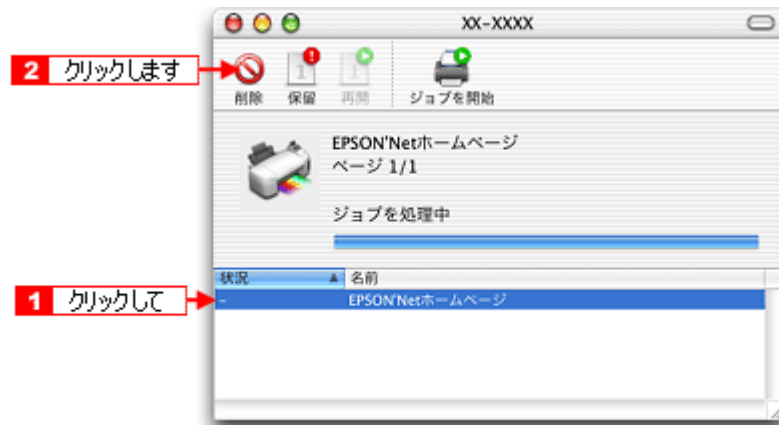 XX-XXXX
2 クリックします
削除 保留 再開 ジョブを開始
EPSON'Netホームページ
ページ 1/1
ジョブを処理中
状況 名前
1 クリックして
- EPSON'Netホームページ